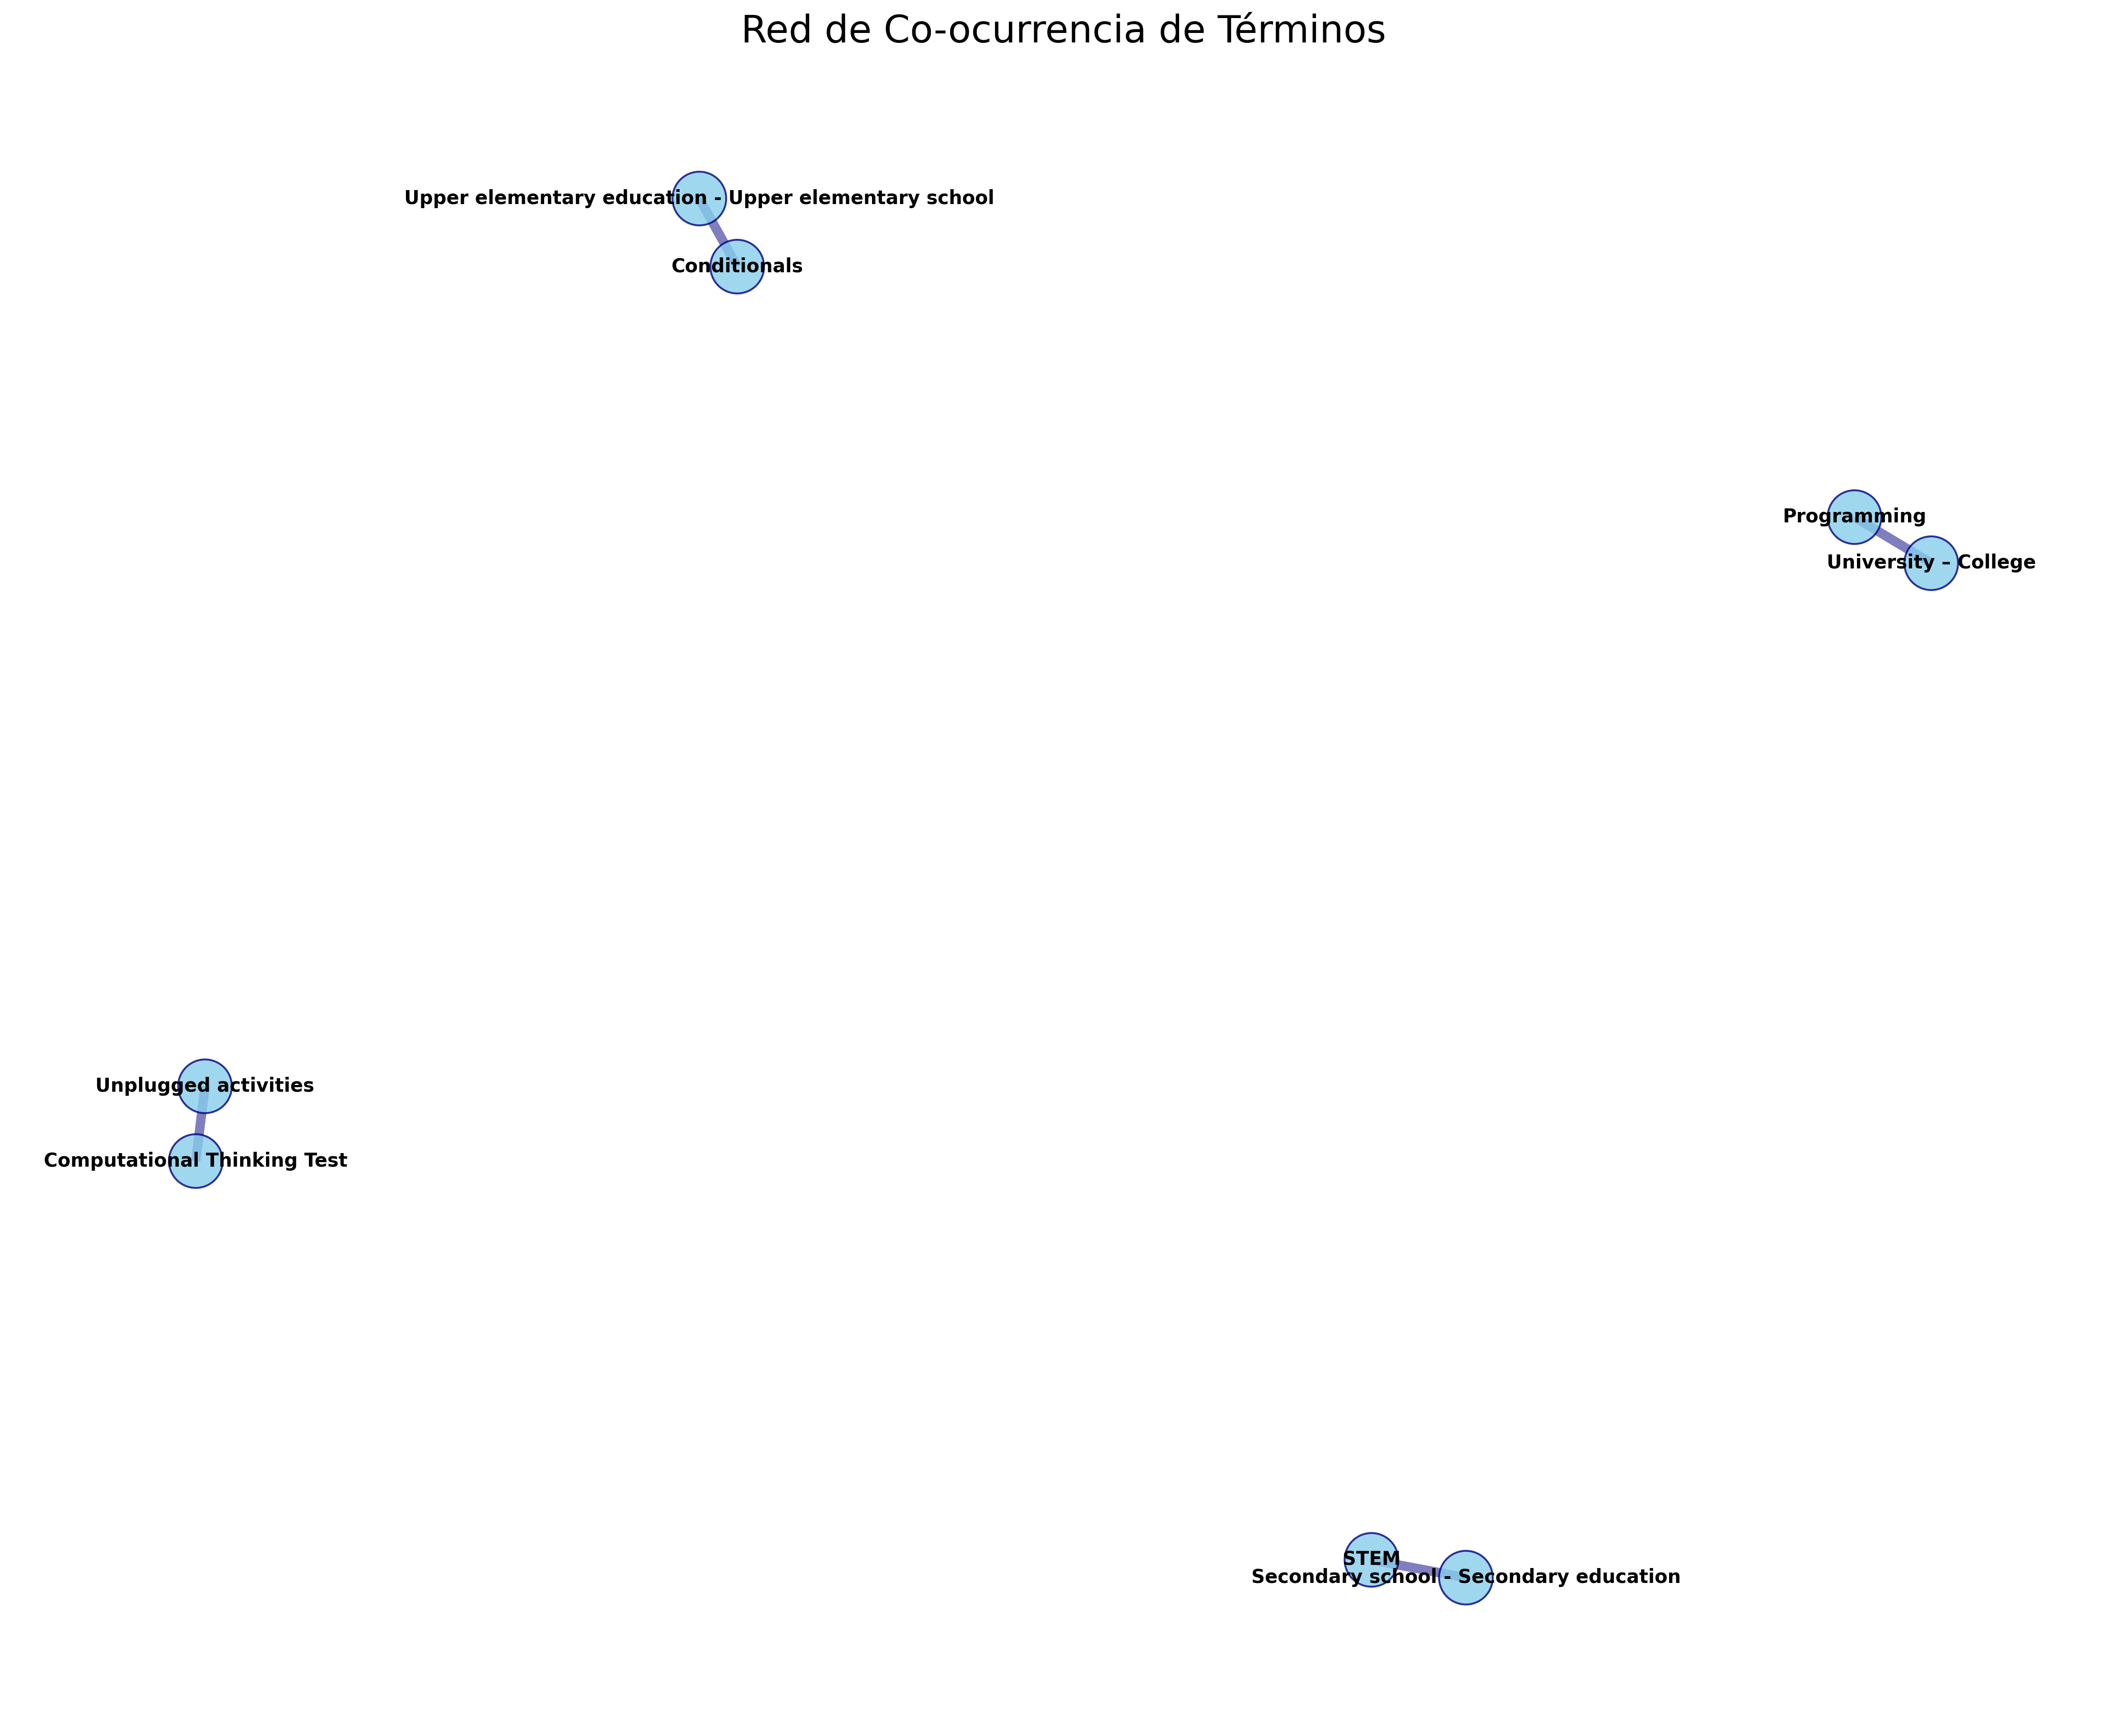 Red de Co-ocurrencia de Términos
Upper elementary education - Upper elementary school
Conditionals
Programming
University – College
Unplugged activities
Computational Thinking Test
STEM
Secondary school - Secondary education